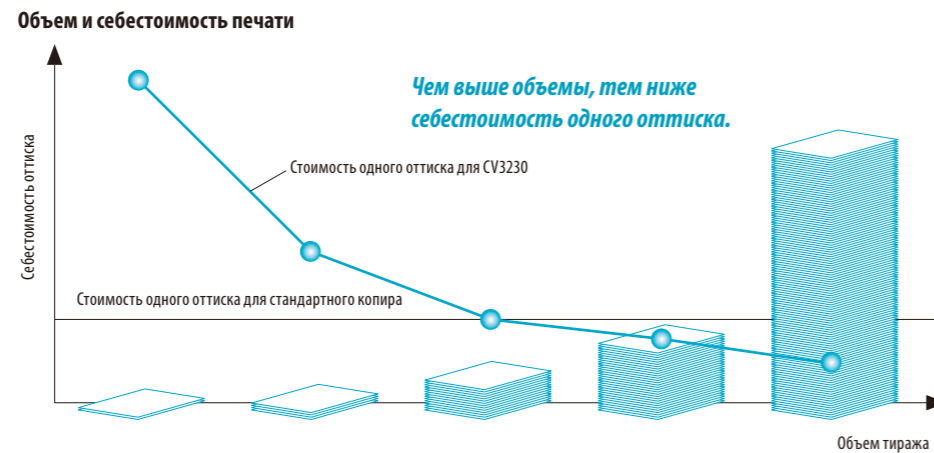 Объем и себестоимость печати
Чем выше объемы, тем ниже
себестоимость одного оттиска.
Стоимость одного оттиска для CV3230
Себестоимость оттиска
Стоимость одного оттиска для стандартного копира
Объем тиража